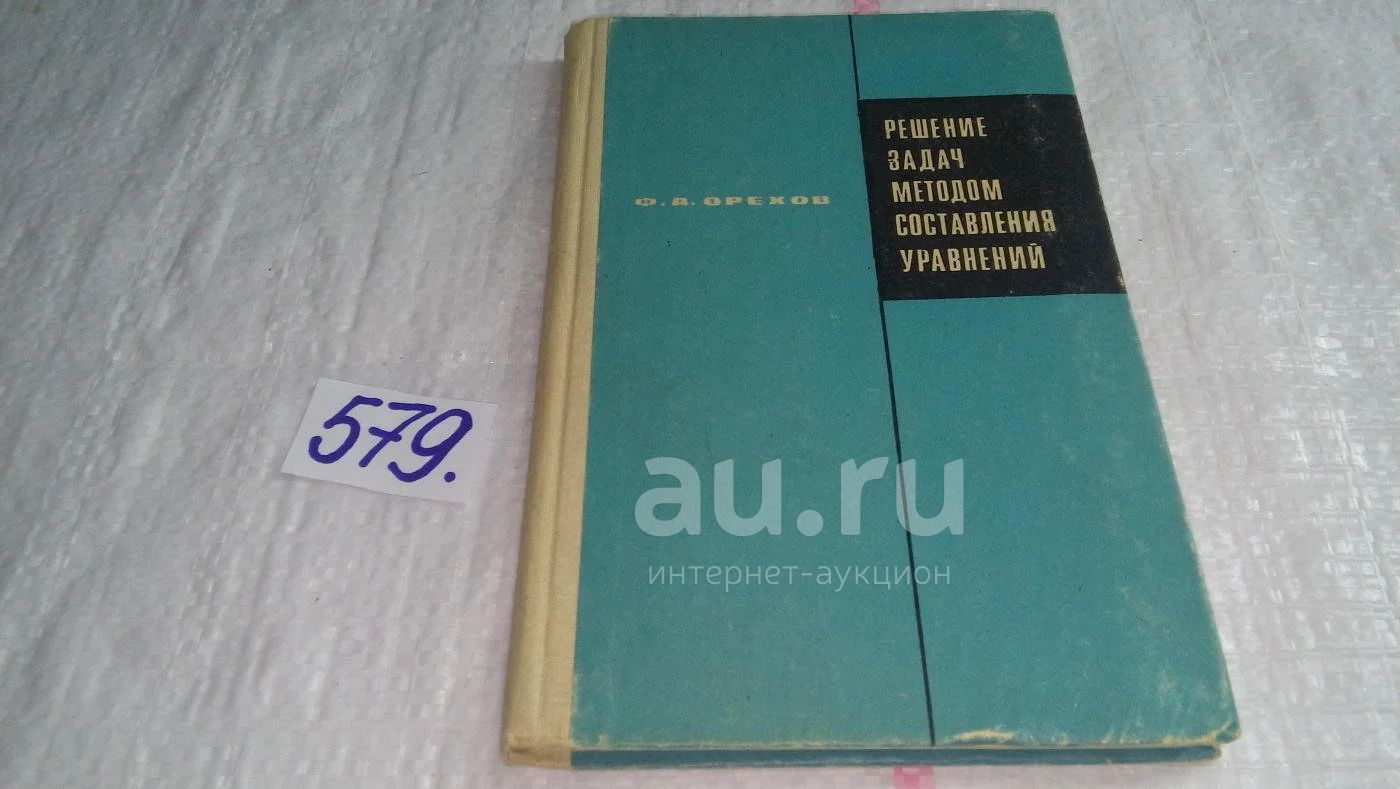 Ф.А.ОРЕХОВ
РЕШЕНИЕ
ЗАДАЧ
МЕТОДОМ
СОСТАВЛЕНИЯ
УРАВНЕНИЙ
579.
au.ru
интернет-аукцион